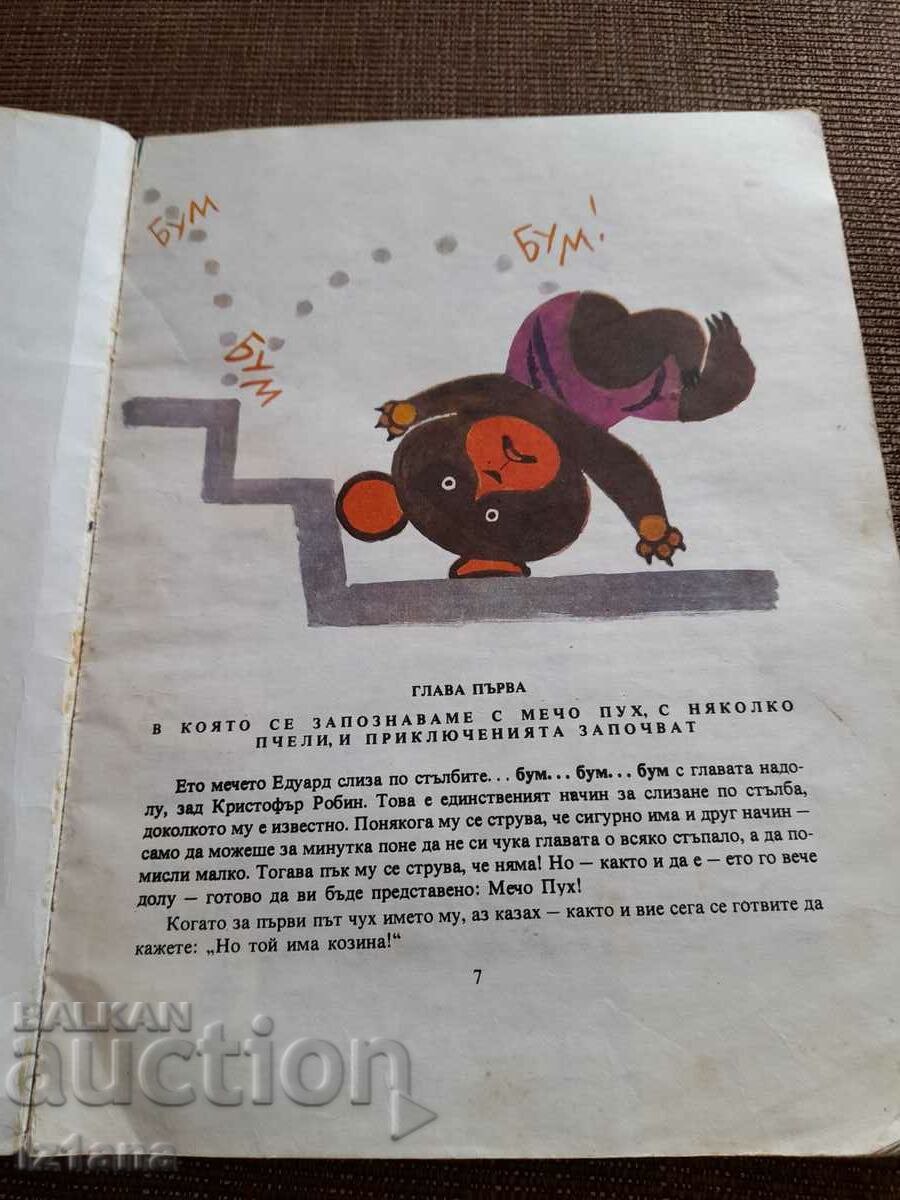 БУМ
БУМ!
БУМ
ГЛАВА ПЪРВА
В КОЯТО СЕ ЗАПОЗНАВАМЕ С МЕЧО ПУХ, С НЯКОЛКО
ПЧЕЛИ, И ПРИКЛЮЧЕНИЯТА ЗАПОЧВАТ
Ето мечето Едуард слиза по стълбите... бум... бум... бум с главата надо-
лу, зад Кристофър Робин. Това е единственият начин за слизане по стълба,
доколкото му е известно. Понякога му се струва, че сигурно има и друг начин —
само да можеше за минутка поне да не си чука главата о всяко стъпало, а да по-
мисли малко. Тогава пък му се струва, че няма! Но — както и да е — ето го вече
долу — готово да ви бъде представено: Мечо Пух!
Когато за първи път чух името му, аз казах — както и вие сега се готвите да
кажете: „Но той има козина!“
7
BALKAN
auction
iz1ana